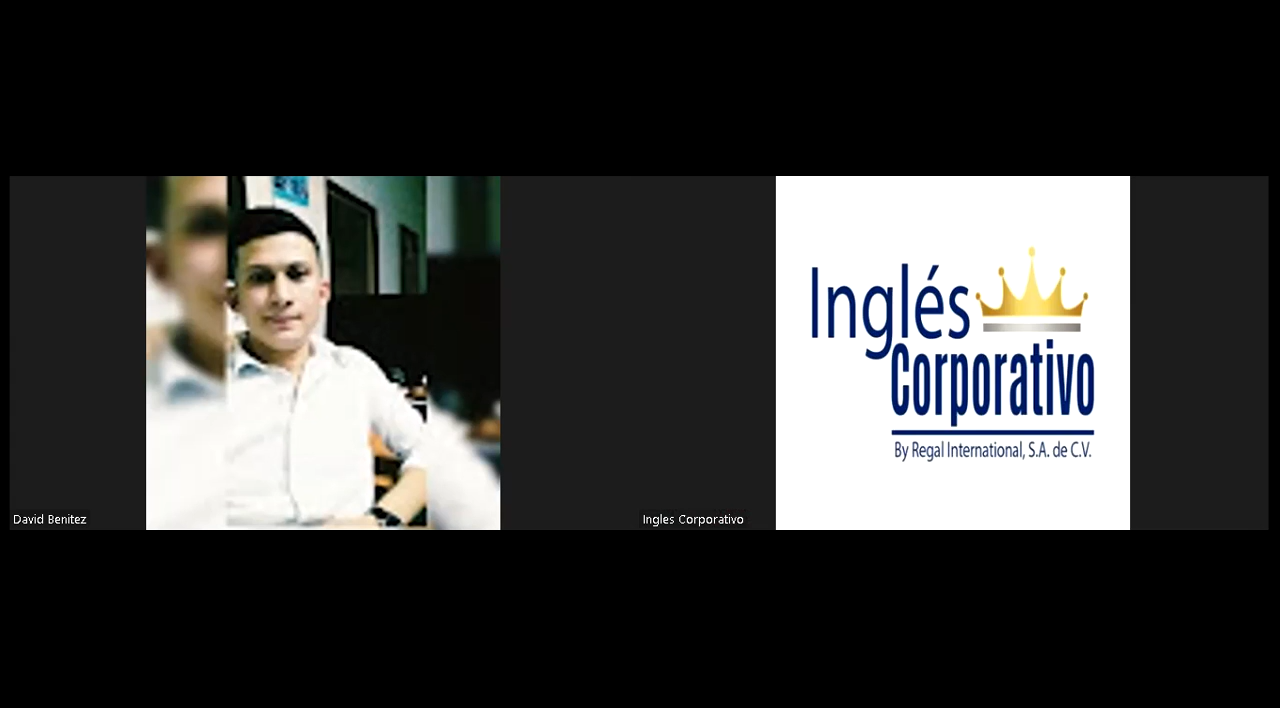 Inglés
Corporativo
By Regal International, S.A. de C.V.
David Benitez
Ingles Corporativo